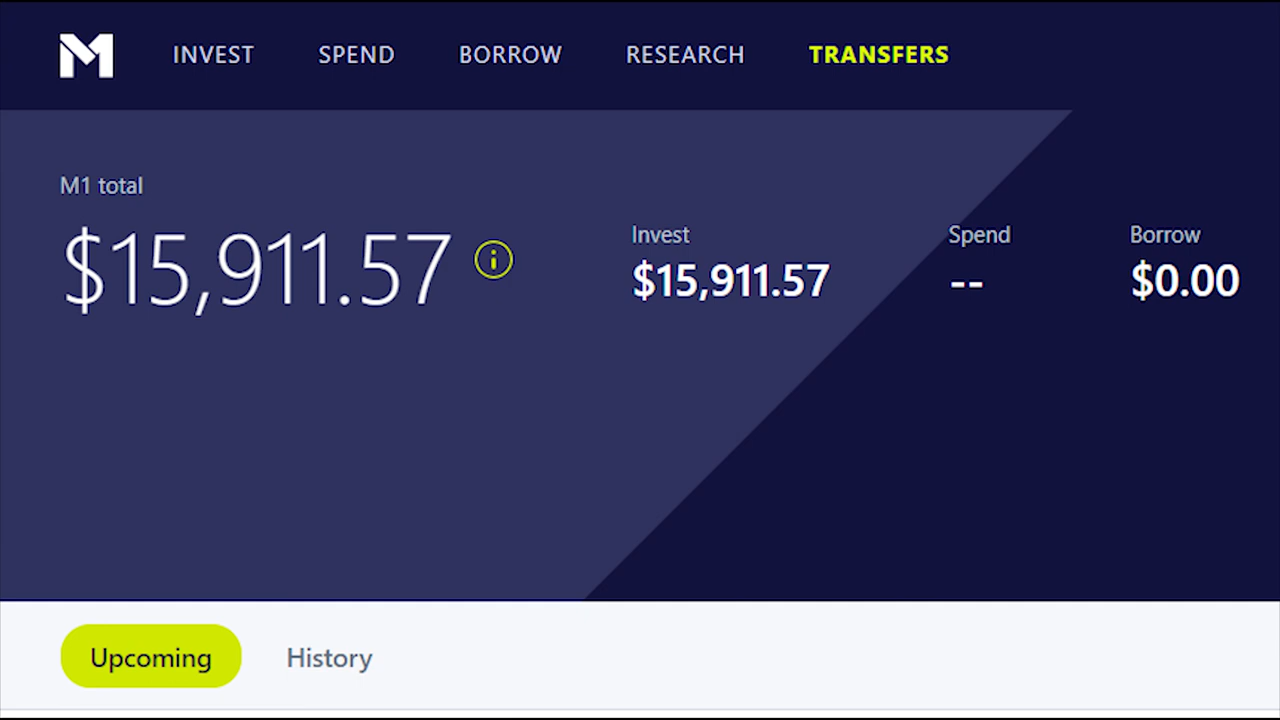 M INVEST SPEND BORROW RESEARCH TRANSFERS
M1 total
$15,911.57
Invest
$15,911.57
Spend
--
Borrow
$0.00
Upcoming History